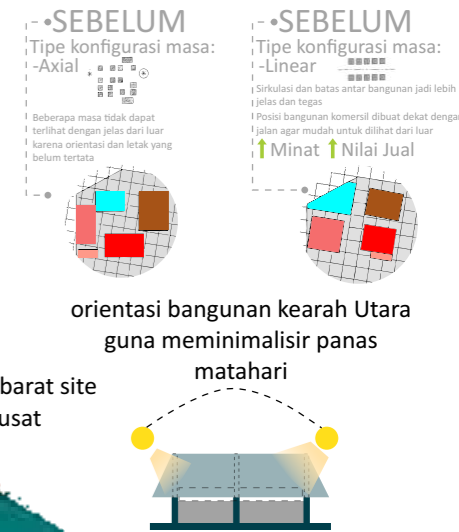 - •SEBELUM
Tipe konfigurasi masa:
-Axial
Beberapa masa tidak dapat
terlihat dengan jelas dari luar
karena orientasi dan letak yang
belum tertata
- •SEBELUM
Tipe konfigurasi masa:
-Linear
Sirkulasi dan batas antar bangunan jadi lebih
jelas dan tegas
Posisi bangunan komersil dibuat dekat dengan
jalan agar mudah untuk dilihat dari luar
Minat Nilai Jual
orientasi bangunan kearah Utara
guna meminimalisir panas
matahari
barat site
usat